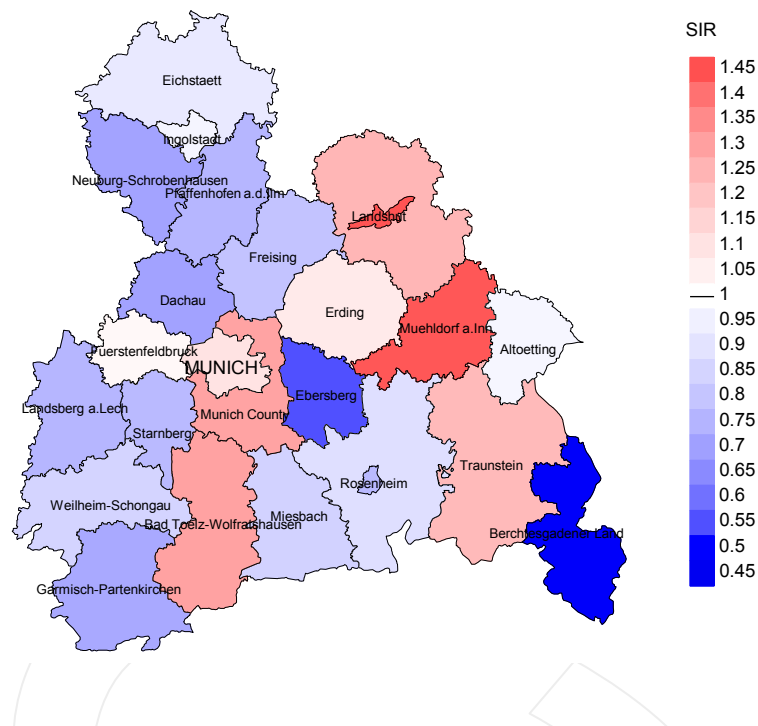 SIR
1.45
1.4
1.35
1.3
1.25
1.2
1.15
1.1
1.05
1
0.95
0.9
0.85
0.8
0.75
0.7
0.65
0.6
0.55
0.5
0.45
Eichstaett
Ingolstadt
Neuburg-Schrobenhausen
Pfaffenhofen a.d.Ilm
Landshut
Freising
Dachau
Erding
Muehldorf a.Inn
Altoetting
Fuerstenfeldbruck
MUNICH
Ebersberg
Landsberg a.Lech
Munich County
Starnberg
Traunstein
Rosenheim
Weilheim-Schongau
Miesbach
Bad Toelz-Wolfratshausen
Berchtesgadener Land
Garmisch-Partenkirchen